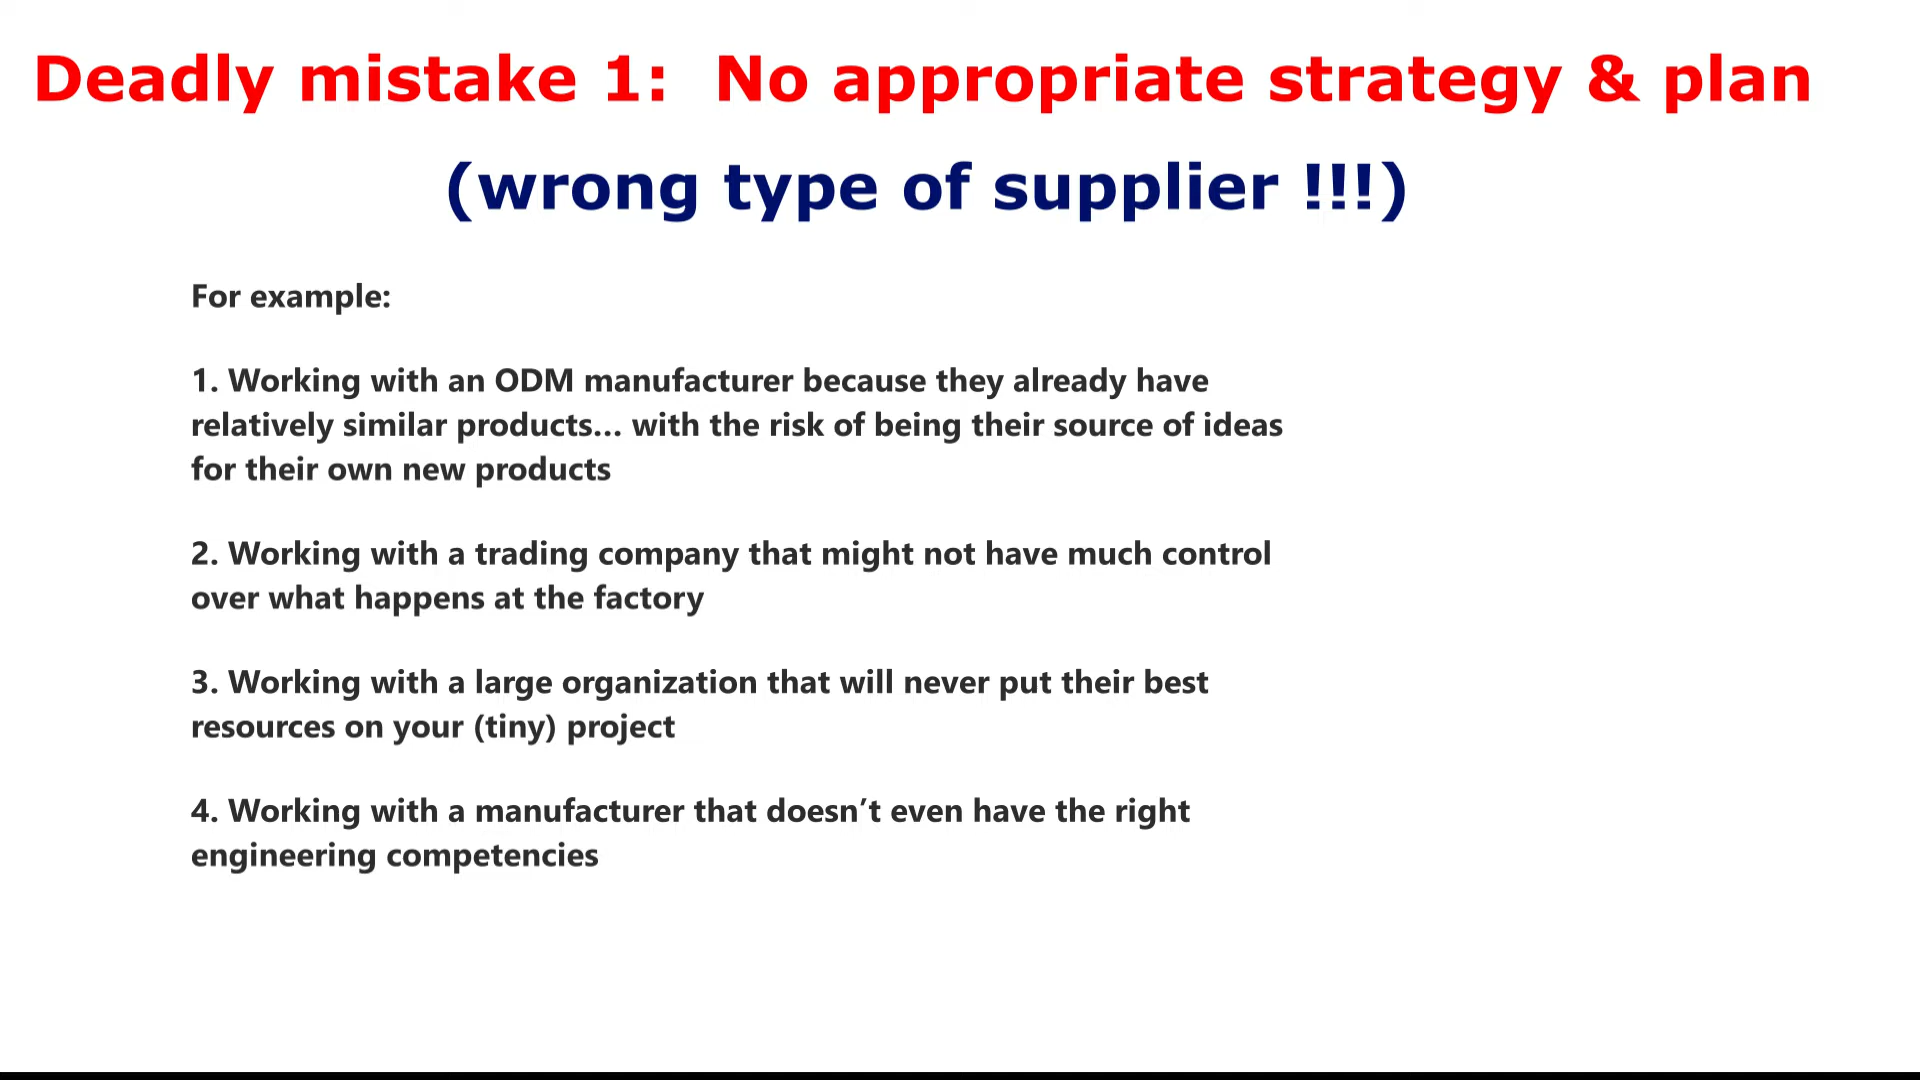 Deadly mistake 1:  No appropriate strategy & plan
(wrong type of supplier !!!)
For example:
1. Working with an ODM manufacturer because they already have
relatively similar products… with the risk of being their source of ideas
for their own new products
2. Working with a trading company that might not have much control
over what happens at the factory
3. Working with a large organization that will never put their best
resources on your (tiny) project
4. Working with a manufacturer that doesn’t even have the right
engineering competencies